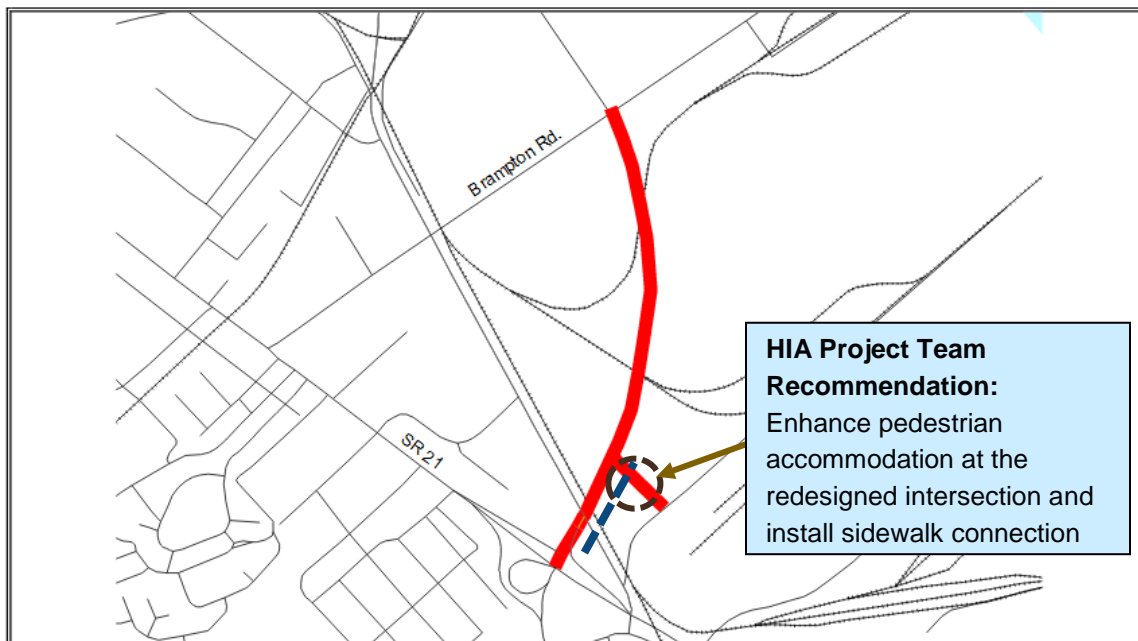 Brampton Rd.
HIA Project Team
Recommendation:
Enhance pedestrian
accommodation at the
redesigned intersection and
install sidewalk connection
SR 21